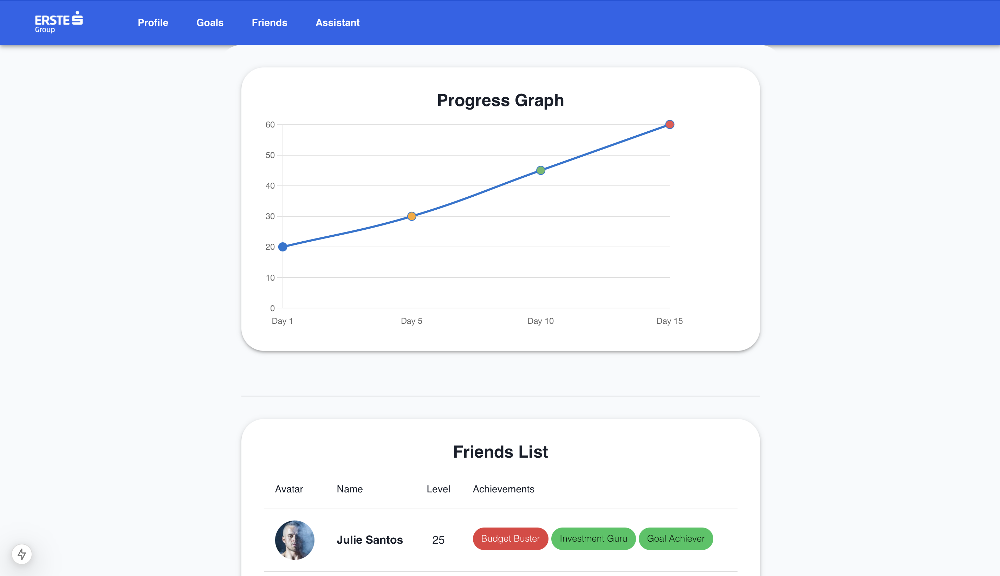 ERSTE
Group
Profile
Goals
Friends
Assistant
Progress Graph
60
50
40
30
20
10
0
Day 1
Day 5
Day 10
Day 15
Friends List
Avatar
Name
Level
Achievements
Julie Santos
25
Budget Buster
Investment Guru
Goal Achiever